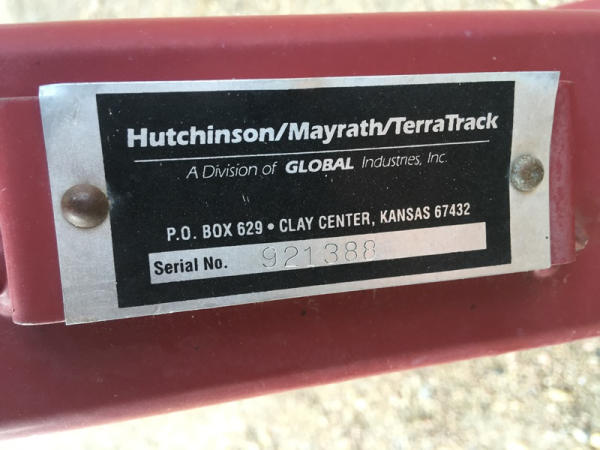 Hutchinson/Mayrath/TerraTrack
A Division of GLOBAL Industries, Inc.
P.O. BOX 629 • CLAY CENTER, KANSAS 67432
Serial No. 921388